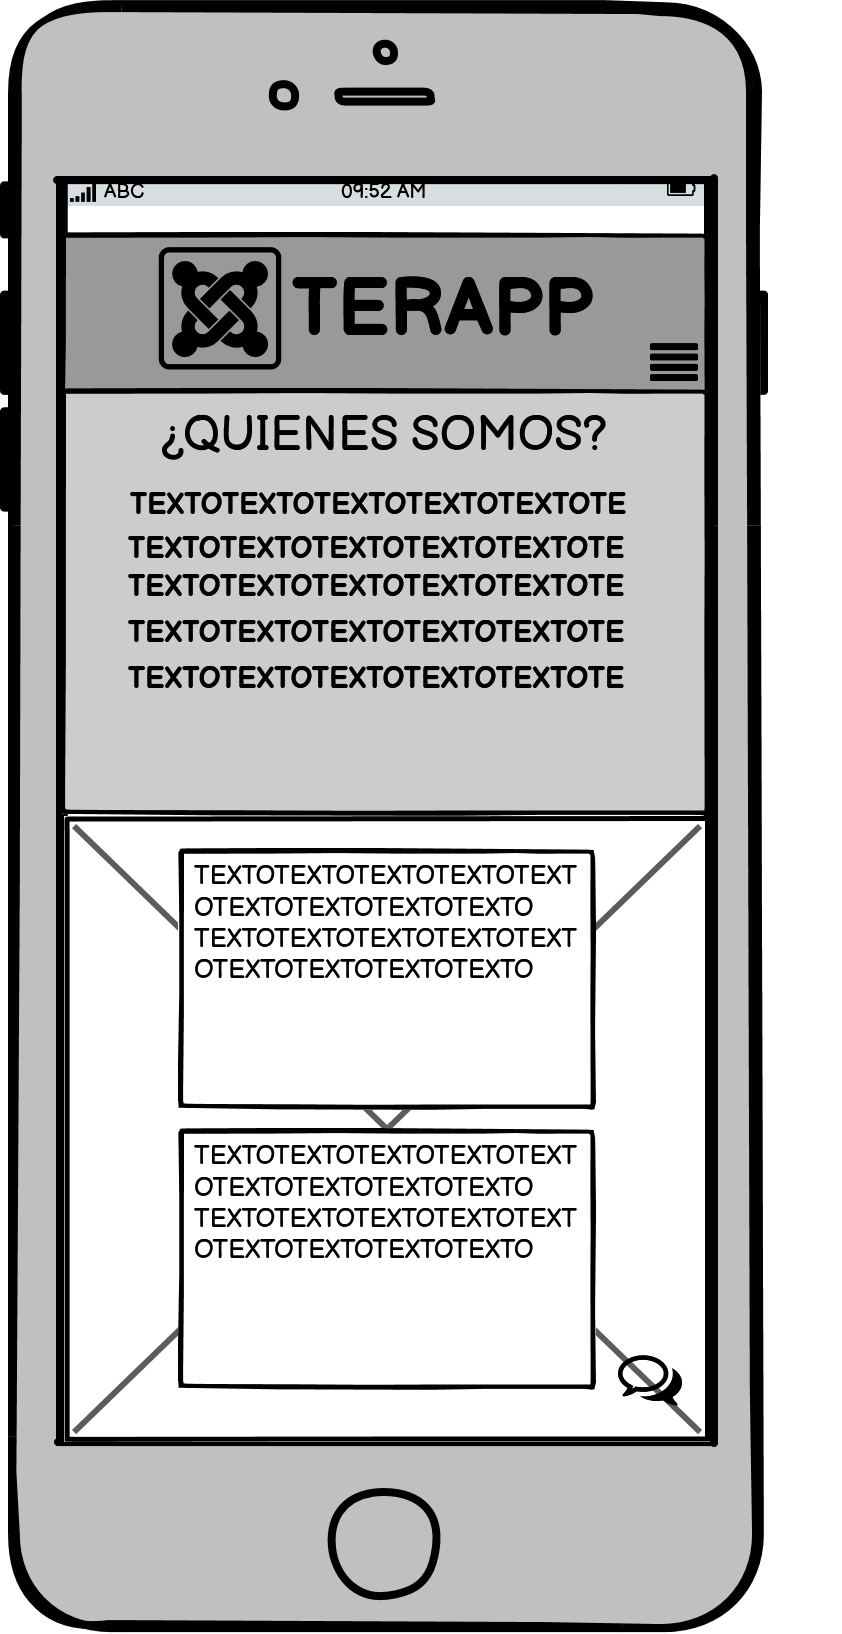 ABC 09:52 AM
TERAPP
¿QUIENES SOMOS?
TEXTOTEXTOTEXTOTEXTOTEXTOTE
TEXTOTEXTOTEXTOTEXTOTEXTOTE
TEXTOTEXTOTEXTOTEXTOTEXTOTE
TEXTOTEXTOTEXTOTEXTOTEXTOTE
TEXTOTEXTOTEXTOTEXTOTEXTOTE
TEXTOTEXTOTEXTOTEXTOTEXT
OTEXTOTEXTOTEXTOTEXTO
TEXTOTEXTOTEXTOTEXTOTEXT
OTEXTOTEXTOTEXTOTEXTO
TEXTOTEXTOTEXTOTEXTOTEXT
OTEXTOTEXTOTEXTOTEXTO
TEXTOTEXTOTEXTOTEXTOTEXT
OTEXTOTEXTOTEXTOTEXTO